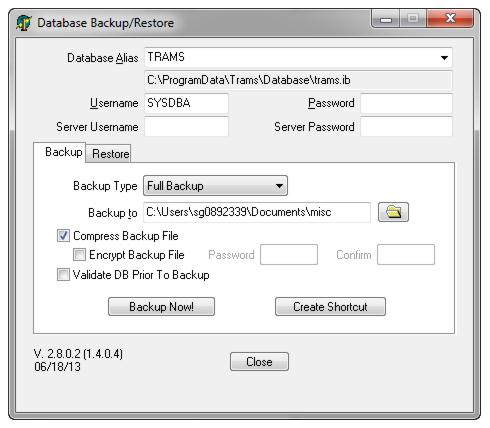 Database Backup/Restore
Database Alias TRAMS
C:\ProgramData\Trams\Database\trams.ib
Username SYSDBA Password
Server Username Server Password
Backup Restore
Backup Type Full Backup
Backup to C:\Users\sg0892339\Documents\misc
Compress Backup File
Encrypt Backup File Password Confirm
Validate DB Prior To Backup
Backup Now! Create Shortcut
V. 2.8.0.2 (1.4.0.4)
06/18/13
Close